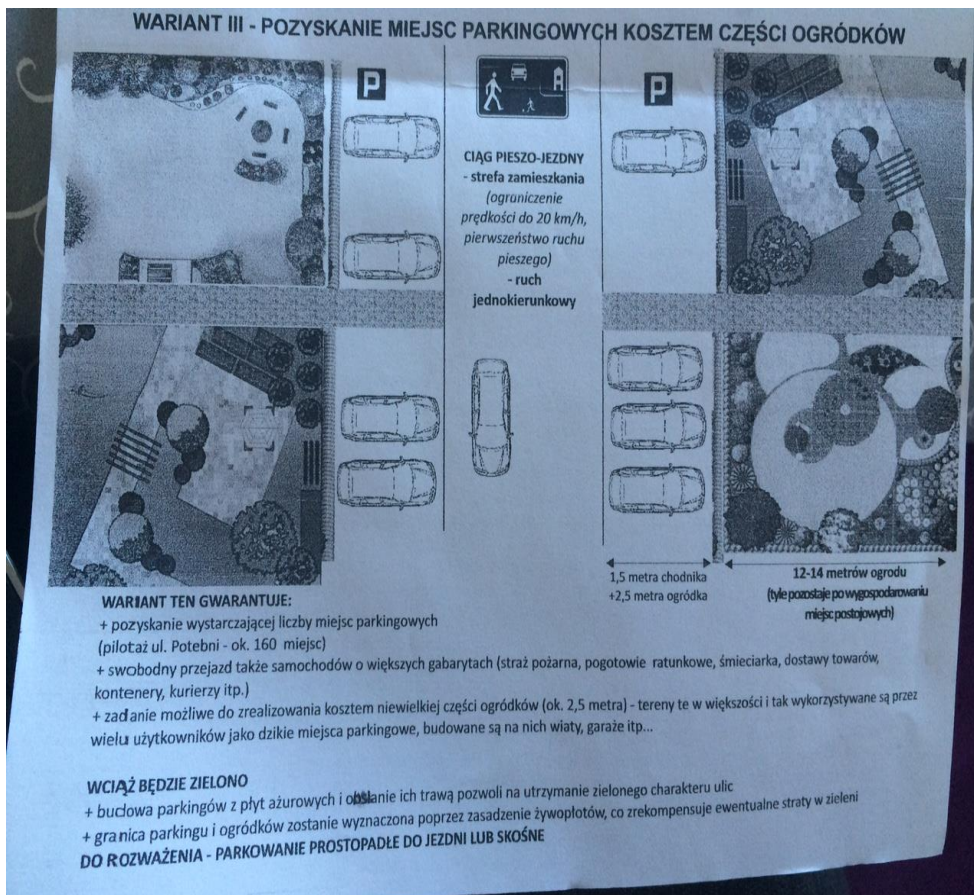 WARIANT III - POZYSKANIE MIEJSC PARKINGOWYCH KOSZTEM CZĘŚCI OGRÓDKÓW
P
P
CIĄG PIESZO-JEZDNY
- strefa zamieszkania
(ograniczenie
prędkości do 20 km/h,
pierwszeństwo ruchu
pieszego)
- ruch
jednokierunkowy
1,5 metra chodnika
+2,5 metra ogródka
12-14 metrów ogrodu
(tyle pozostaje po wygospodarowaniu
miejsc postojowych)
WARIANT TEN GWARANTUJE:
+ pozyskanie wystarczającej liczby miejsc parkingowych
(pilotaż ul. Potebni - ok. 160 miejsc)
+ swobodny przejazd także samochodów o większych gabarytach (straż pożarna, pogotowie ratunkowe, śmieciarka, dostawy towarów,
kontenery, kurierzy itp.)
+ zadanie możliwe do zrealizowania kosztem niewielkiej części ogródków (ok. 2,5 metra) - tereny te w większości i tak wykorzystywane są przez
wielu użytkowników jako dzikie miejsca parkingowe, budowane są na nich wiaty, garaże itp...
WCIĄŻ BĘDZIE ZIELONO
+ budowa parkingów z płyt ażurowych i obsianie ich trawą pozwoli na utrzymanie zielonego charakteru ulic
+ granica parkingu i ogródków zostanie wyznaczona poprzez zasadzenie żywopłotów, co zrekompensuje ewentualne straty w zieleni
DO ROZWAŻENIA - PARKOWANIE PROSTOPADŁE DO JEZDNI LUB SKOŚNE